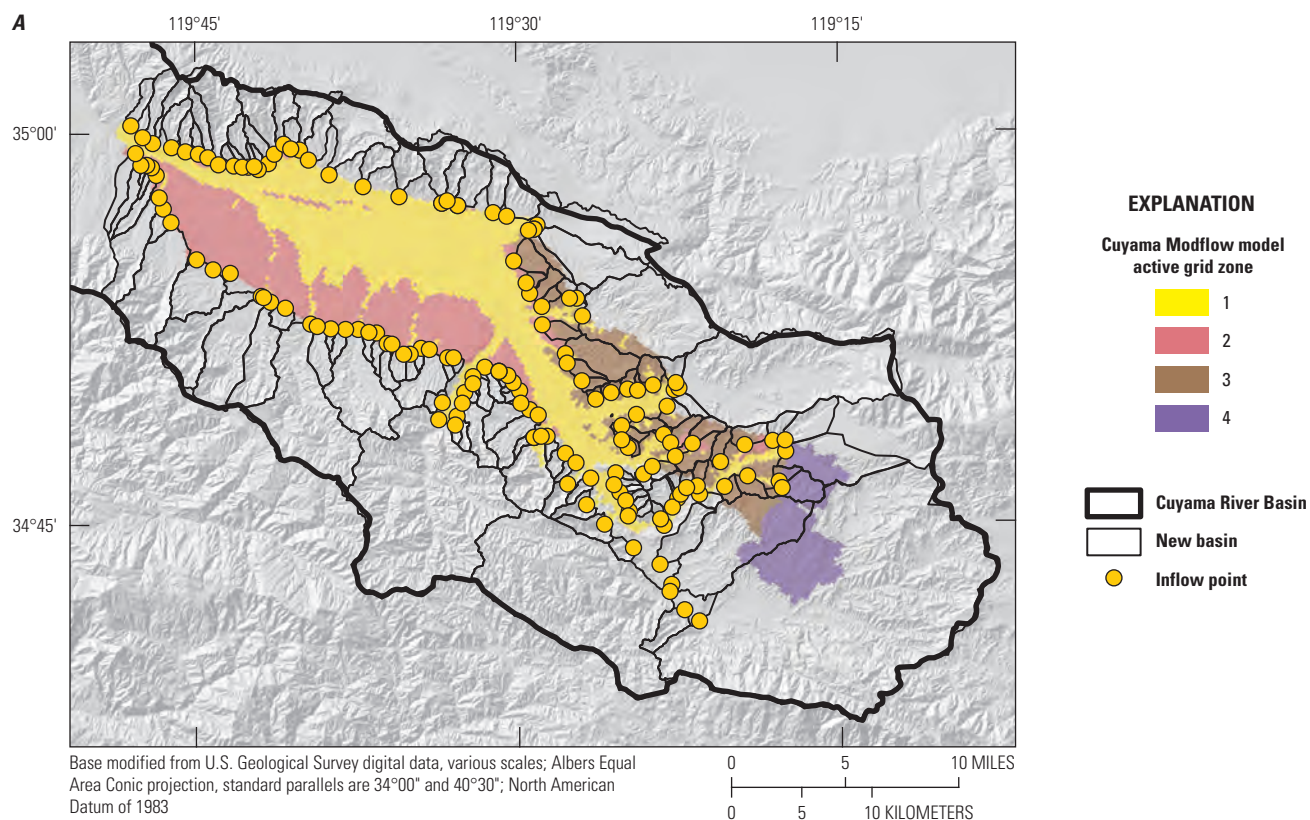 A
119°45'
119°30'
119°15'
35°00'
34°45'
EXPLANATION
Cuyama Modflow model
active grid zone
1
2
3
4
Cuyama River Basin
New basin
Inflow point
Base modified from U.S. Geological Survey digital data, various scales; Albers Equal
Area Conic projection, standard parallels are 34°00" and 40°30"; North American
Datum of 1983
0 5 10 MILES
0 5 10 KILOMETERS